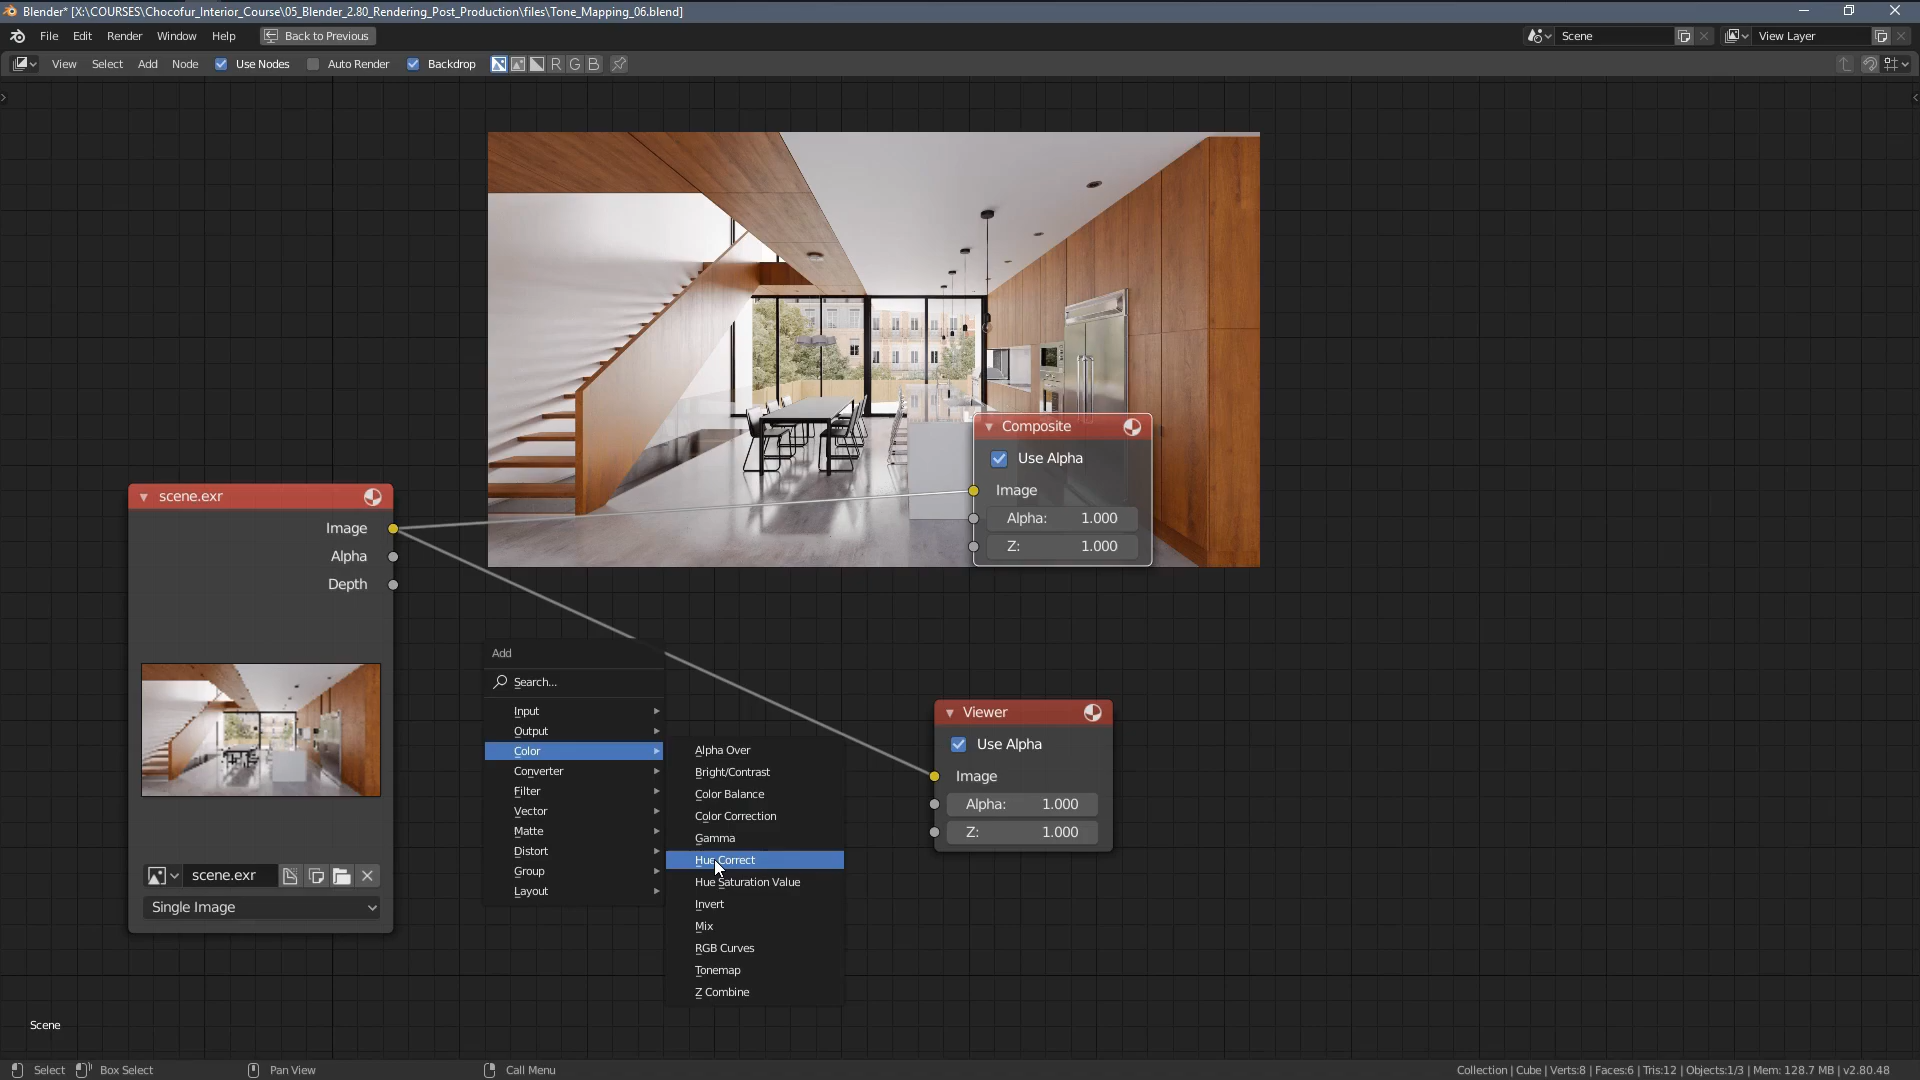 Blender* [X:\COURSES\Chocofur_Interior_Course\05_Blender_2.80_Rendering_Post_Production\files\Tone_Mapping_06.blend]
File Edit Render Window Help Back to Previous Scene View Layer
View Select Add Node Use Nodes Auto Render Backdrop R G B
Composite
Use Alpha
Image
Alpha: 1.000
Z: 1.000
scene.exr
Image
Alpha
Depth
scene.exr
Single Image
Add
Search...
Input
Output
Color
Converter
Filter
Vector
Matte
Distort
Group
Layout
Alpha Over
Bright/Contrast
Color Balance
Color Correction
Gamma
Hue Correct
Hue Saturation Value
Invert
Mix
RGB Curves
Tonemap
Z Combine
Viewer
Use Alpha
Image
Alpha: 1.000
Z: 1.000
Scene
Select Box Select Pan View Call Menu Collection | Cube | Verts:8 | Faces:6 | Tris:12 | Objects:1/3 | Mem: 128.7 MB | v2.80.48